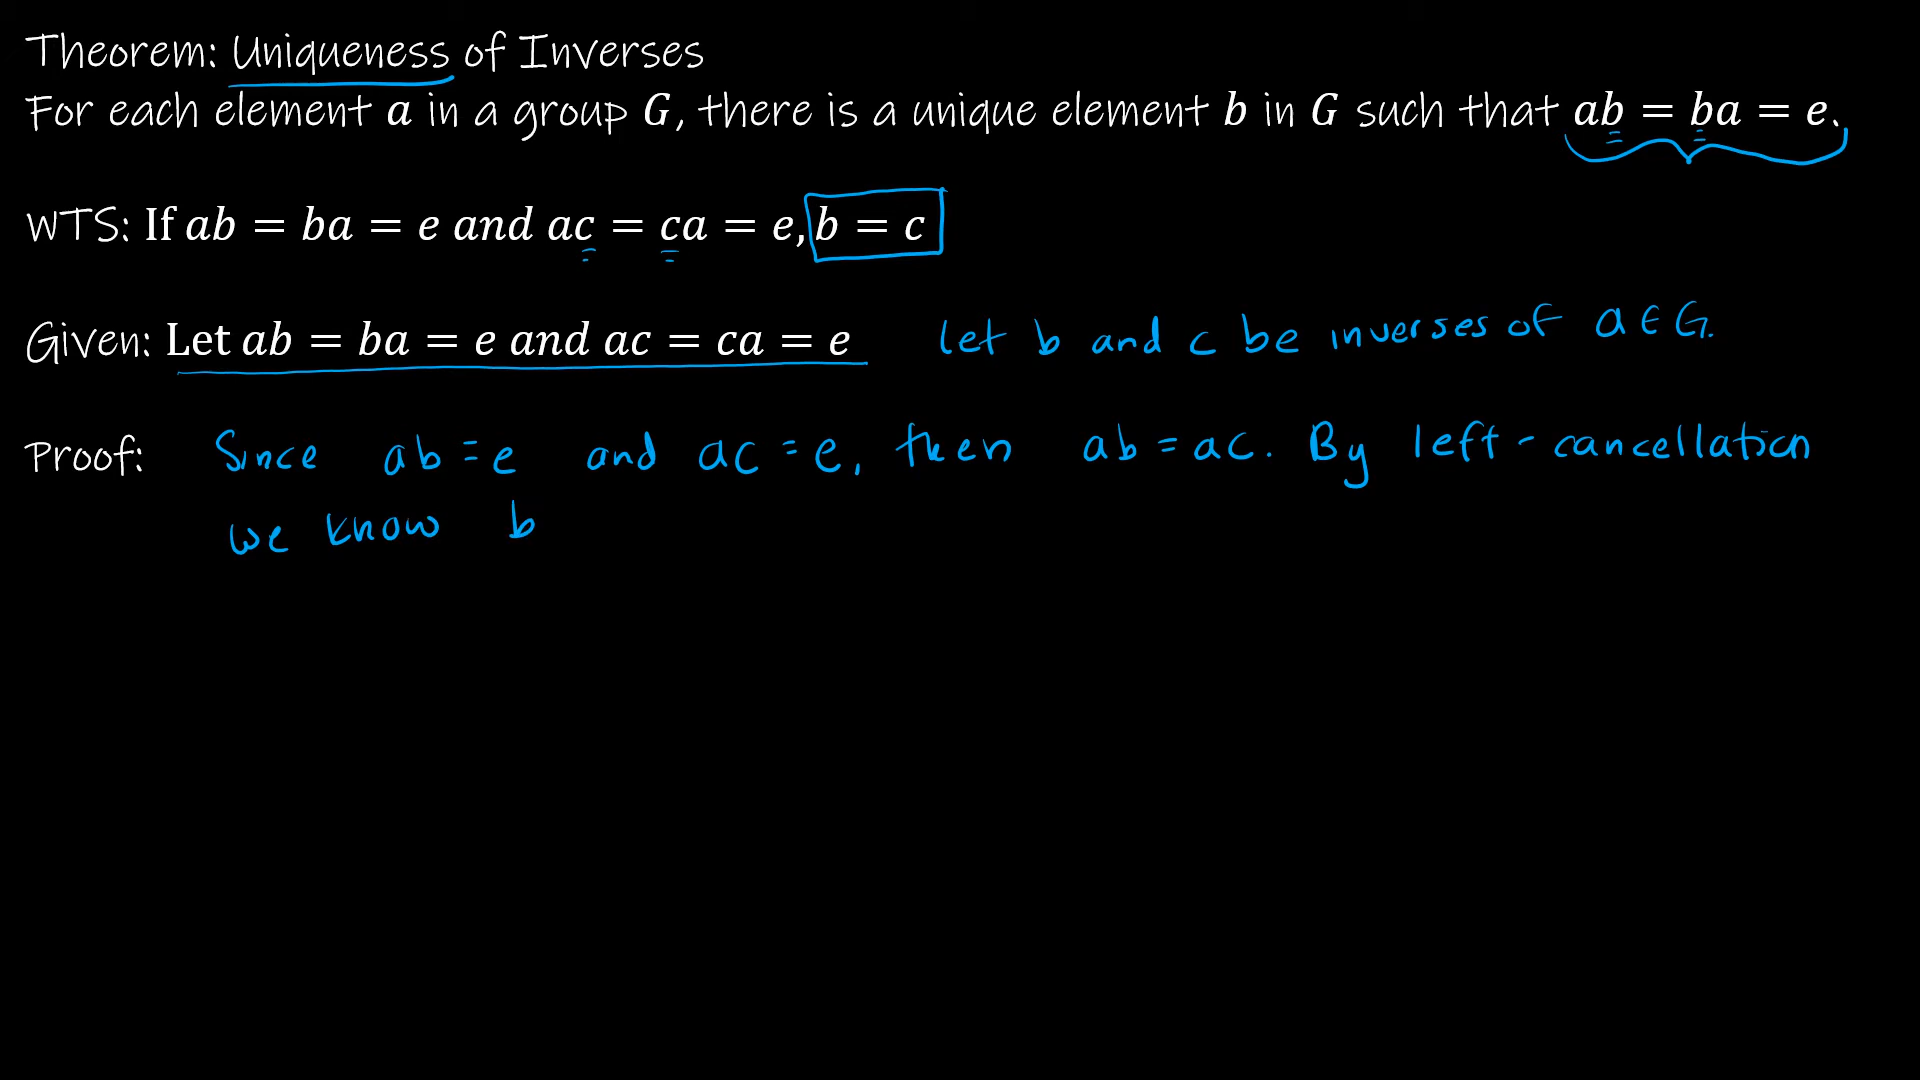 Theorem: Uniqueness of Inverses
For each element a in a group G, there is a unique element b in G such that ab = ba = e.
WTS: If ab = ba = e and ac = ca = e, b = c
Given: Let ab = ba = e and ac = ca = e let b and c be inverses of a ∈ G.
Proof: Since ab = e and ac = e, then ab = ac. By left-cancellation
we know b